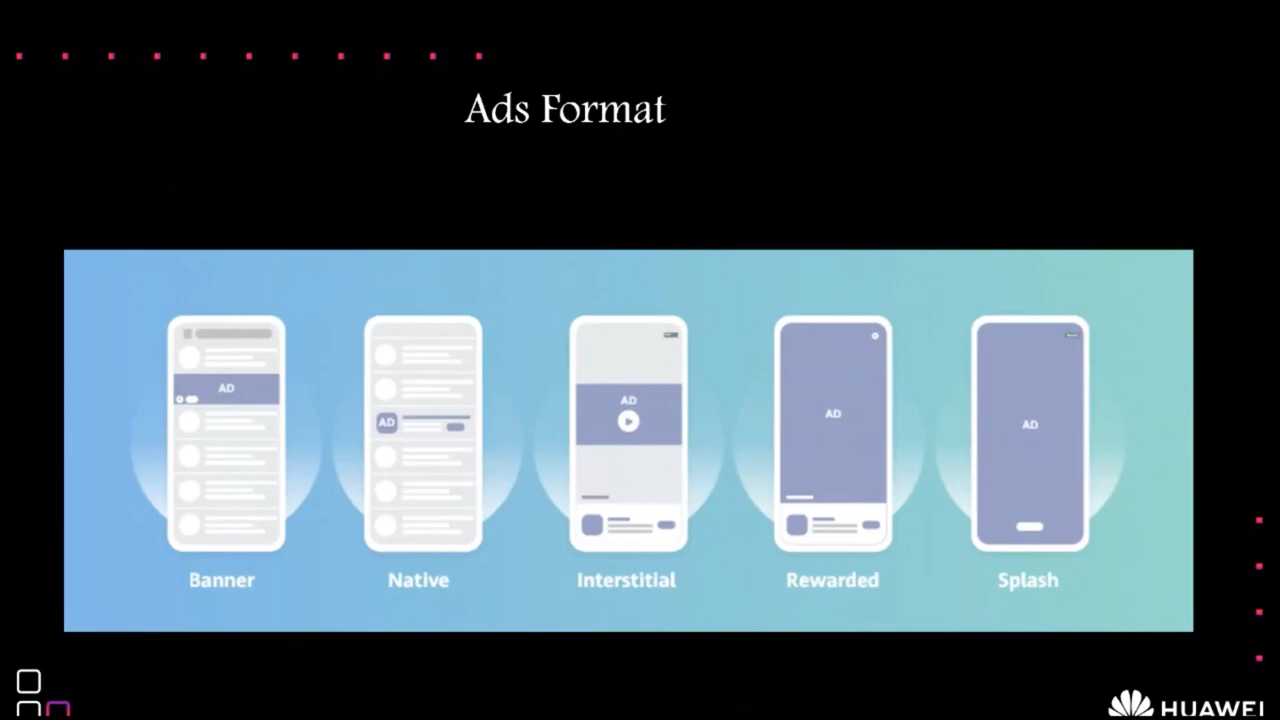 Ads Format
AD
AD
AD
AD
AD
Banner
Native
Interstitial
Rewarded
Splash
HUAWEI